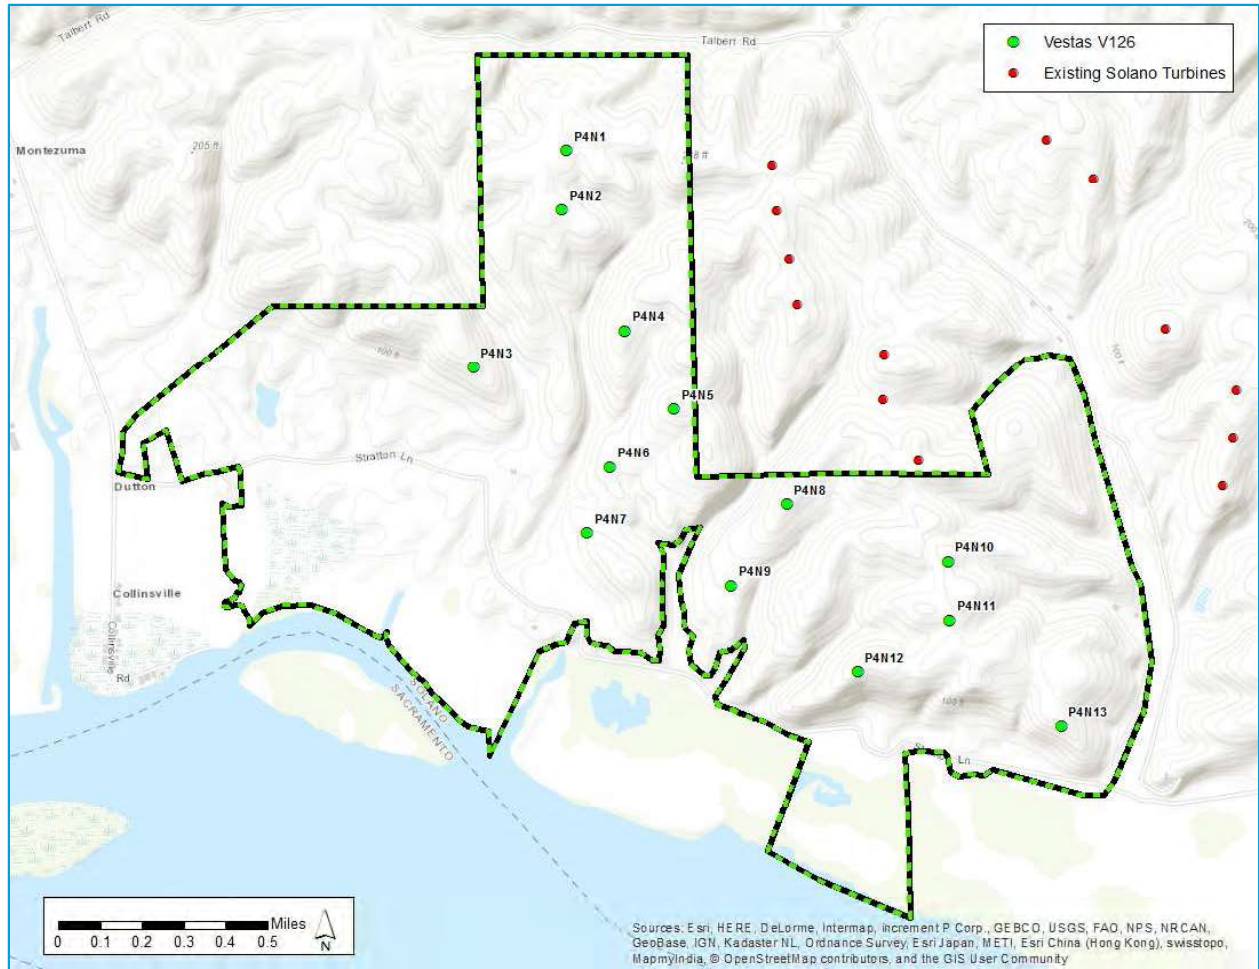 Talbert Rd
Talbert Rd
Vestas V126
Existing Solano Turbines
P4N1
Montezuma
205 ft
P4N2
P4N4
P4N3
100 ft
100 ft
P4N5
P4N6
Stratton Ln
Dutton
P4N8
P4N7
P4N10
P4N9
Collinsville
P4N11
Collinsville
Rd
P4N12
SOLANO
SACRAMENTO
100 ft
P4N13
Ln
Miles
0 0.1 0.2 0.3 0.4 0.5
N
Sources: Esri, HERE, DeLorme, Intermap, increment P Corp., GEBCO, USGS, FAO, NPS, NRCAN,
GeoBase, IGN, Kadaster NL, Ordnance Survey, Esri Japan, METI, Esri China (Hong Kong), swisstopo,
MapmyIndia, © OpenStreetMap contributors, and the GIS User Community